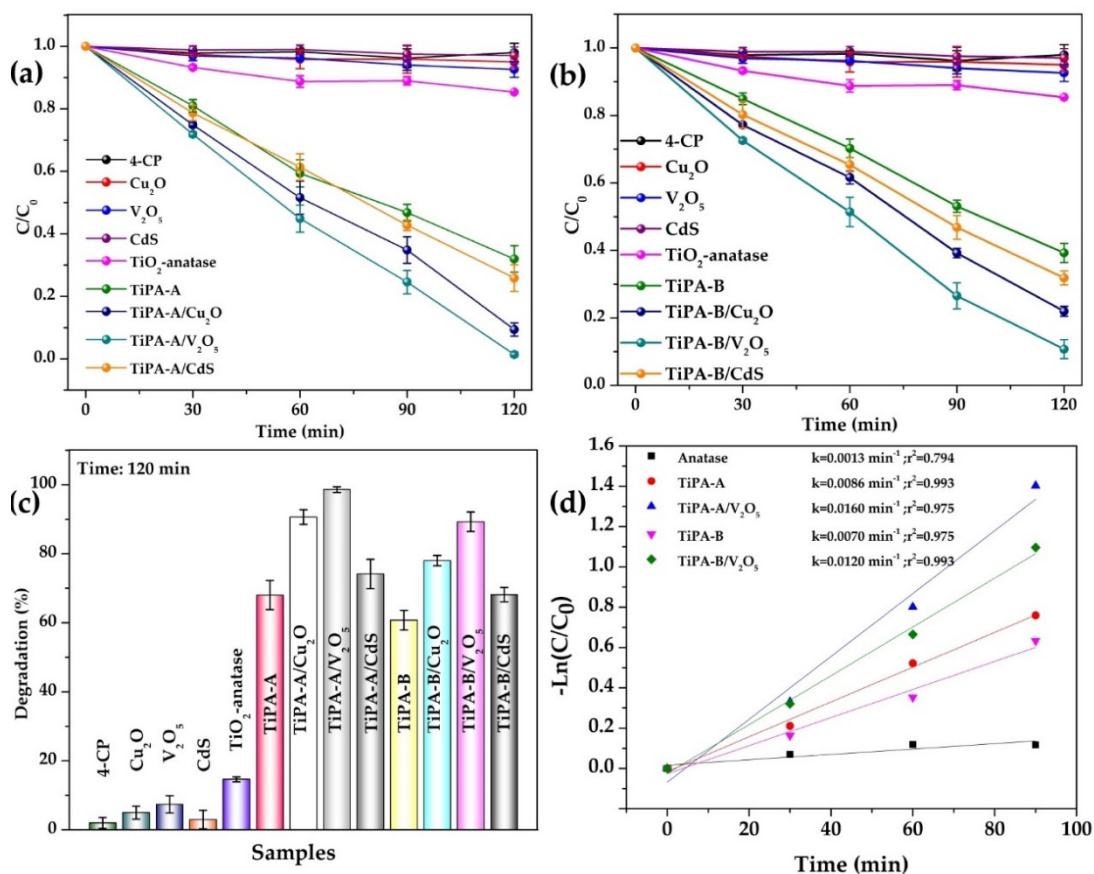 (a)
1.0
0.8
0.6
0.4
0.2
0.0
C/C₀
4-CP
Cu₂O
V₂O₅
CdS
TiO₂-anatase
TiPA-A
TiPA-A/Cu₂O
TiPA-A/V₂O₅
TiPA-A/CdS
0 30 60 90 120
Time (min)
(b)
1.0
0.8
0.6
0.4
0.2
0.0
C/C₀
4-CP
Cu₂O
V₂O₅
CdS
TiO₂-anatase
TiPA-B
TiPA-B/Cu₂O
TiPA-B/V₂O₅
TiPA-B/CdS
0 30 60 90 120
Time (min)
(c)
Time: 120 min
100
80
60
40
20
0
Degradation (%)
4-CP
Cu₂O
V₂O₅
CdS
TiO₂-anatase
TiPA-A
TiPA-A/Cu₂O
TiPA-A/V₂O₅
TiPA-A/CdS
TiPA-B
TiPA-B/Cu₂O
TiPA-B/V₂O₅
TiPA-B/CdS
Samples
(d)
1.6
1.4
1.2
1.0
0.8
0.6
0.4
0.2
0.0
-Ln(C/C₀)
Anatase k=0.0013 min⁻¹ ;r²=0.794
TiPA-A k=0.0086 min⁻¹ ;r²=0.993
TiPA-A/V₂O₅ k=0.0160 min⁻¹ ;r²=0.975
TiPA-B k=0.0070 min⁻¹ ;r²=0.975
TiPA-B/V₂O₅ k=0.0120 min⁻¹ ;r²=0.993
0 20 40 60 80 100
Time (min)